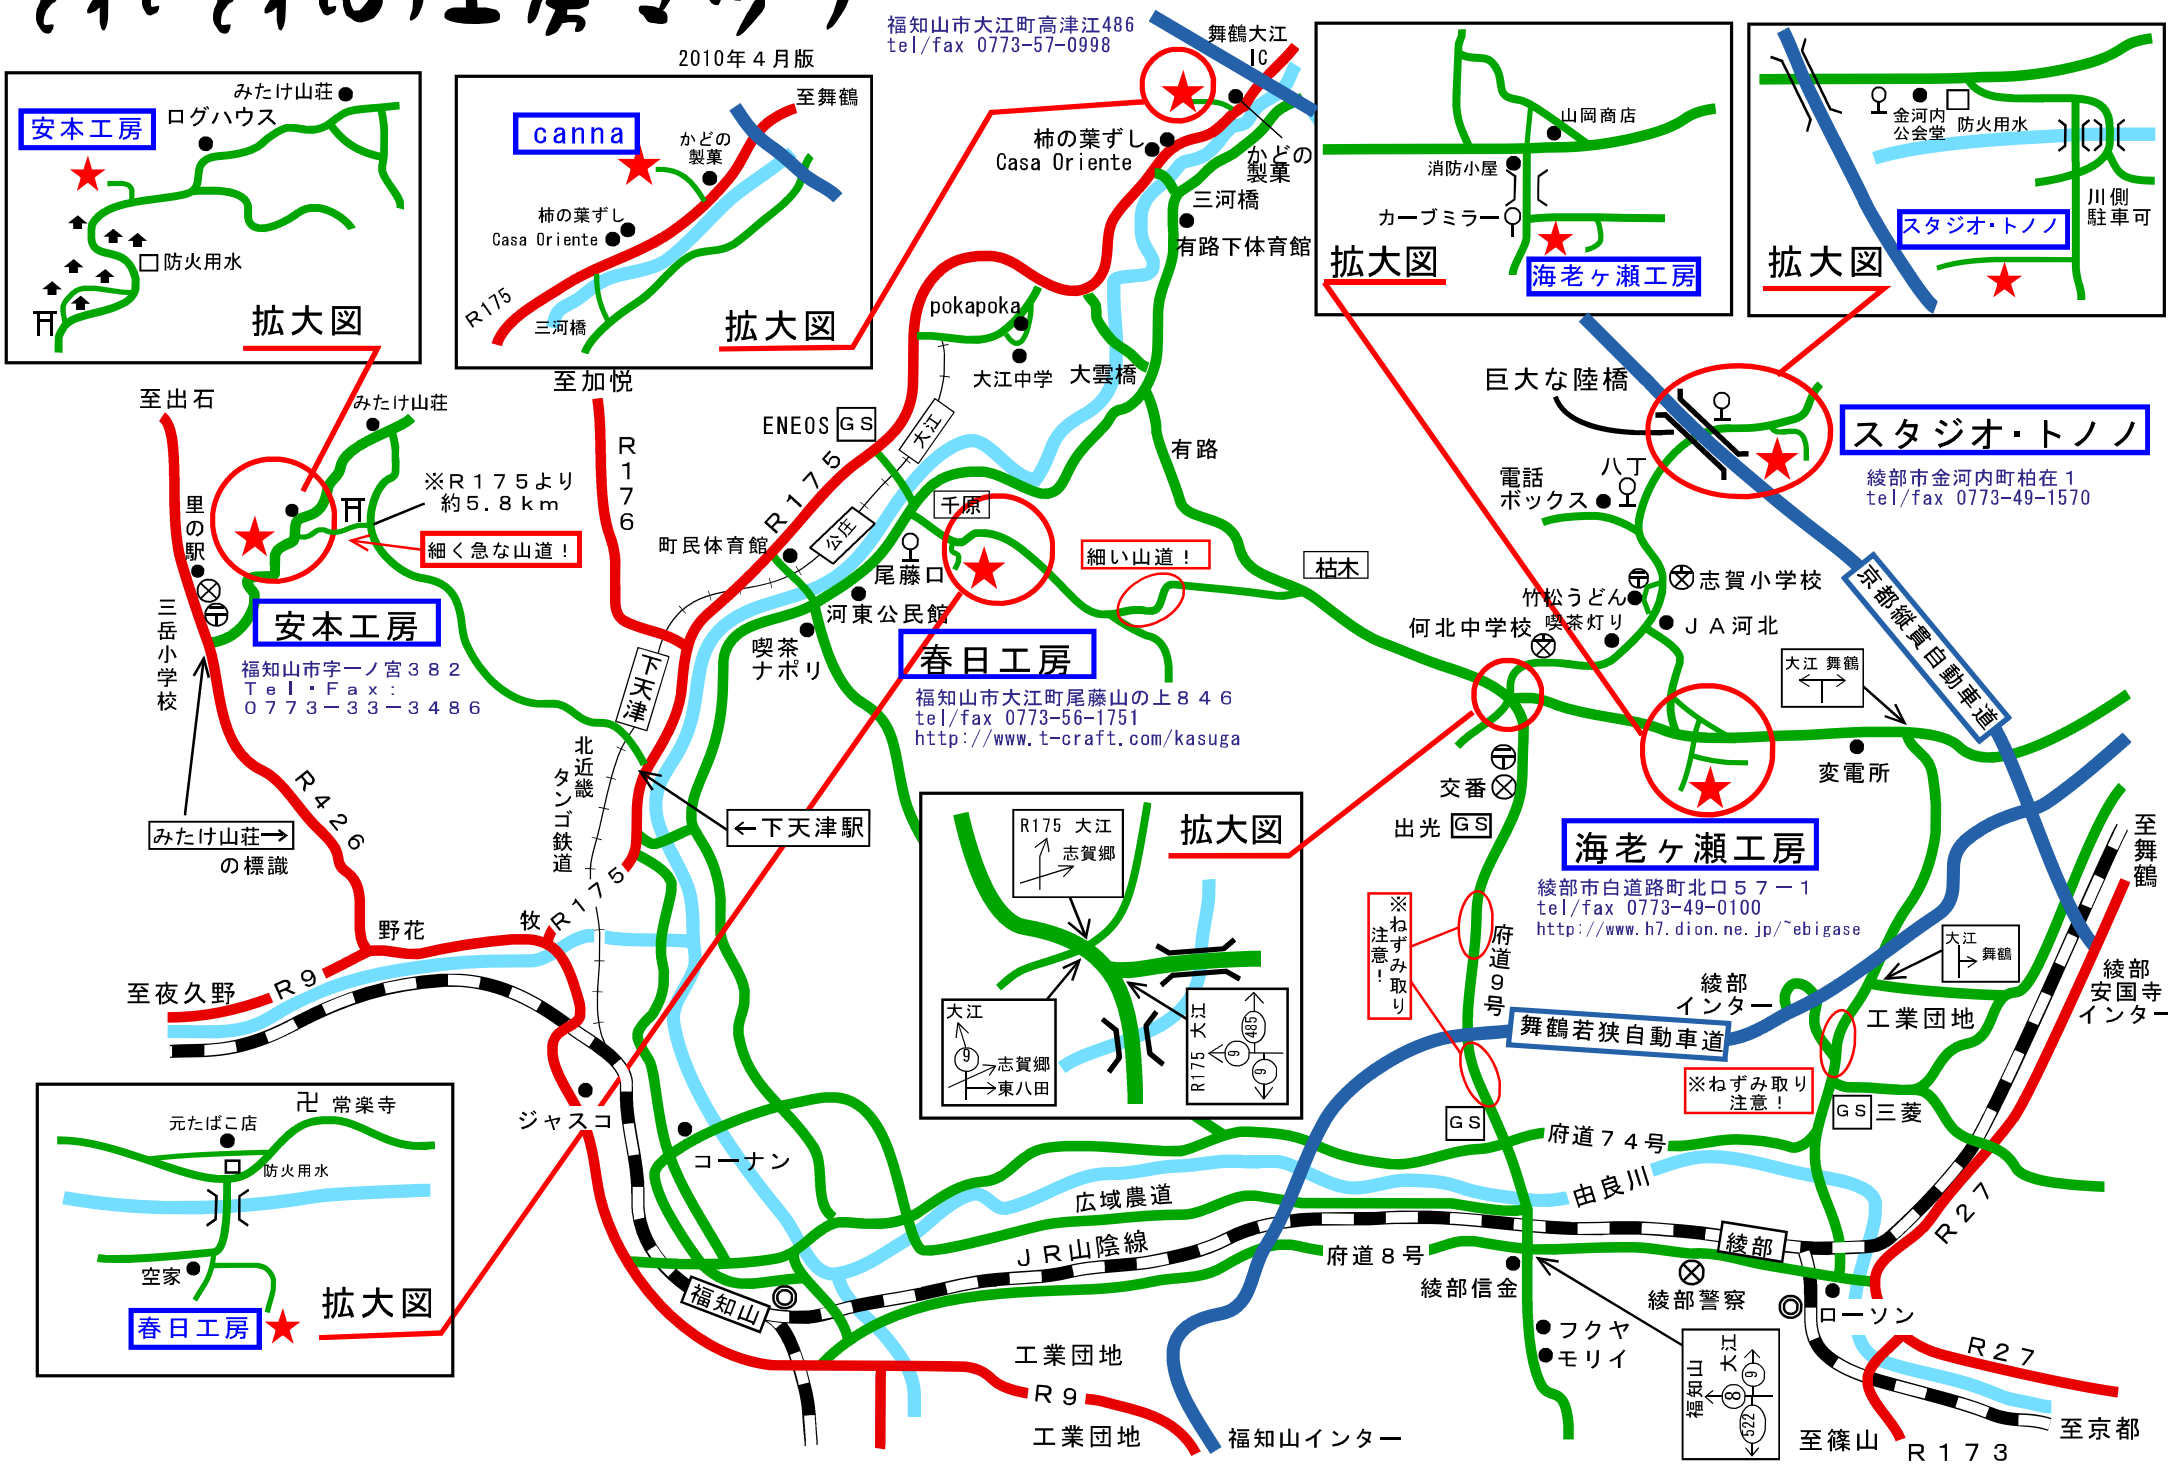 それぞれの工房マップ
2010年４月版
福知山市大江町高津江486
tel/fax 0773-57-0998
舞鶴大江
IC
みたけ山荘
ログハウス
安本工房
防火用水
拡大図
canna
至舞鶴
かどの
製菓
柿の葉ずし
Casa Oriente
R175
三河橋
拡大図
柿の葉ずし
Casa Oriente
かどの
製菓
三河橋
有路下体育館
山岡商店
消防小屋
カーブミラー
拡大図
海老ヶ瀬工房
金河内
公会堂
防火用水
川側
駐車可
スタジオ・トノノ
拡大図
pokapoka
大江中学
大雲橋
至出石
みたけ山荘
※Ｒ１７５より
約５.８ｋｍ
細く急な山道！
里の駅
三岳小学校
安本工房
福知山市字一ノ宮３８２
Ｔｅｌ・Ｆａｘ：
０７７３－３３－３４８６
みたけ山荘→
の標識
Ｒ４２６
至加悦
Ｒ１７６
ENEOS
ＧＳ
大江
Ｒ１７５
公庄
千原
町民体育館
尾藤口
河東公民館
喫茶
ナポリ
春日工房
福知山市大江町尾藤山の上８４６
tel/fax 0773-56-1751
http://www.t-craft.com/kasuga
細い山道！
有路
枯木
巨大な陸橋
スタジオ・トノノ
綾部市金河内町柏在１
tel/fax 0773-49-1570
電話
ボックス
八丁
志賀小学校
竹松うどん
喫茶灯り
ＪＡ河北
何北中学校
京都縦貫自動車道
大江 舞鶴
変電所
下天津
北近畿
タンゴ鉄道
←下天津駅
Ｒ１７５
拡大図
R175 大江
志賀郷
大江
9
志賀郷
東八田
R175 大江
485
9
9
交番
出光
ＧＳ
海老ヶ瀬工房
綾部市白道路町北口５７－１
tel/fax 0773-49-0100
http://www.h7.dion.ne.jp/~ebigase
至舞鶴
※ねずみ取り
注意！
府道９号
大江
舞鶴
綾部
インター
綾部
安国寺
インター
工業団地
舞鶴若狭自動車道
※ねずみ取り
注意！
ＧＳ
三菱
ＧＳ
野花
牧
至夜久野
Ｒ９
ジャスコ
コーナン
卍 常楽寺
元たばこ店
防火用水
空家
春日工房
拡大図
府道７４号
由良川
広域農道
ＪＲ山陰線
府道８号
綾部
Ｒ２７
福知山
綾部信金
綾部警察
ローソン
フクヤ
モリイ
福知山
大江
9
8
522
工業団地
Ｒ９
工業団地
福知山インター
Ｒ２７
至京都
至篠山
Ｒ１７３